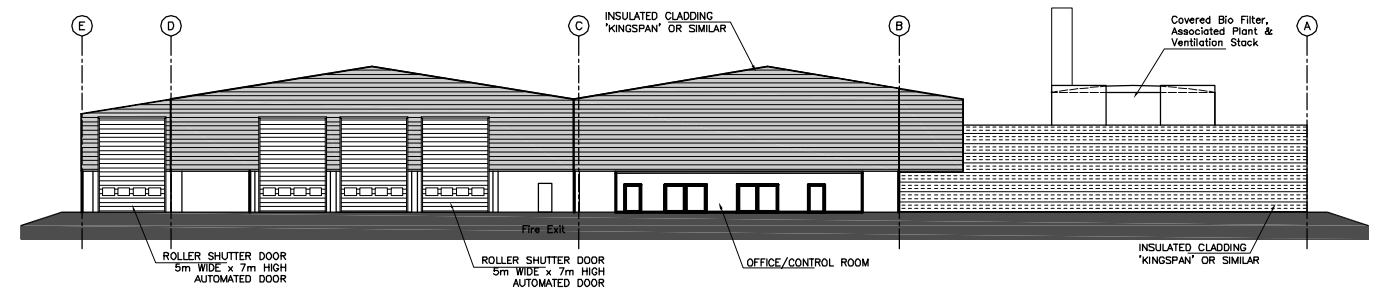 E
D
C
B
A
INSULATED CLADDING
'KINGSPAN' OR SIMILAR
Covered Bio Filter,
Associated Plant &
Ventilation Stack
Fire Exit
ROLLER SHUTTER DOOR
5m WIDE x 7m HIGH
AUTOMATED DOOR
ROLLER SHUTTER DOOR
5m WIDE x 7m HIGH
AUTOMATED DOOR
OFFICE/CONTROL ROOM
INSULATED CLADDING
'KINGSPAN' OR SIMILAR